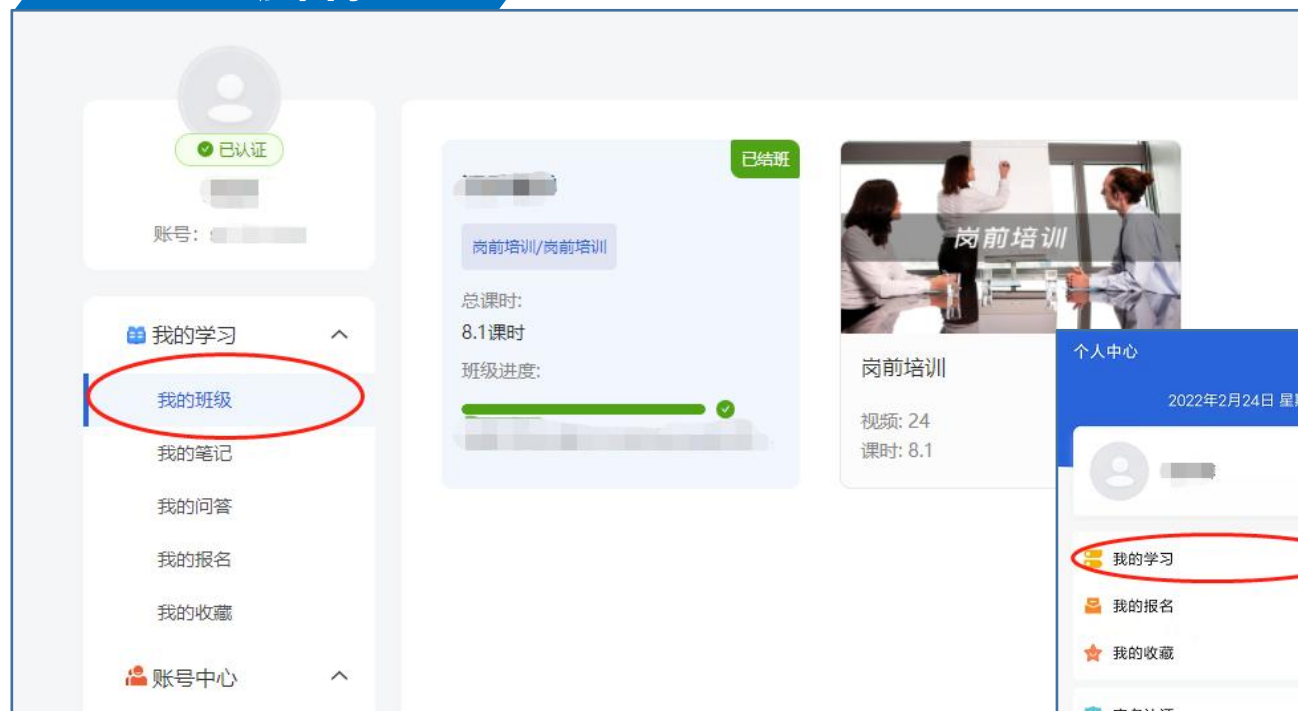 已认证
账号:
我的学习
我的班级
我的笔记
我的问答
我的报名
我的收藏
账号中心
已结班
岗前培训/岗前培训
总课时:
8.1课时
班级进度:
岗前培训
岗前培训
视频: 24
课时: 8.1
个人中心
2022年2月24日 星
我的学习
我的报名
我的收藏